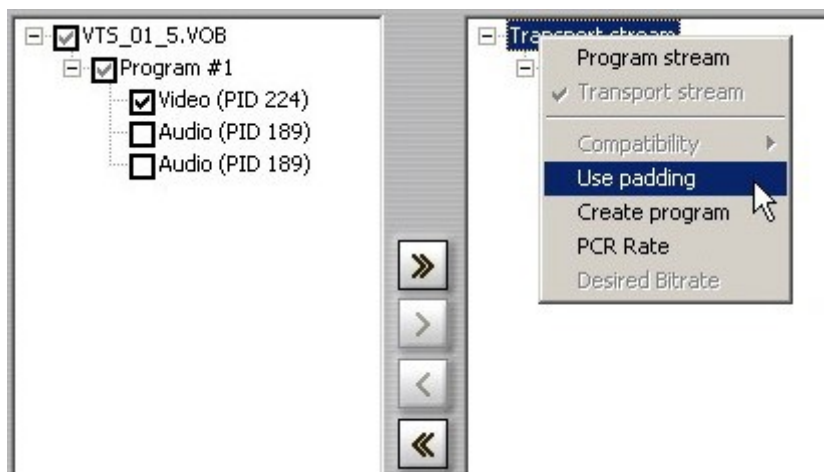 VTS_01_5.VOB
Program #1
Video (PID 224)
Audio (PID 189)
Audio (PID 189)
Transport stream
Program stream
Transport stream
Compatibility
Use padding
Create program
PCR Rate
Desired Bitrate